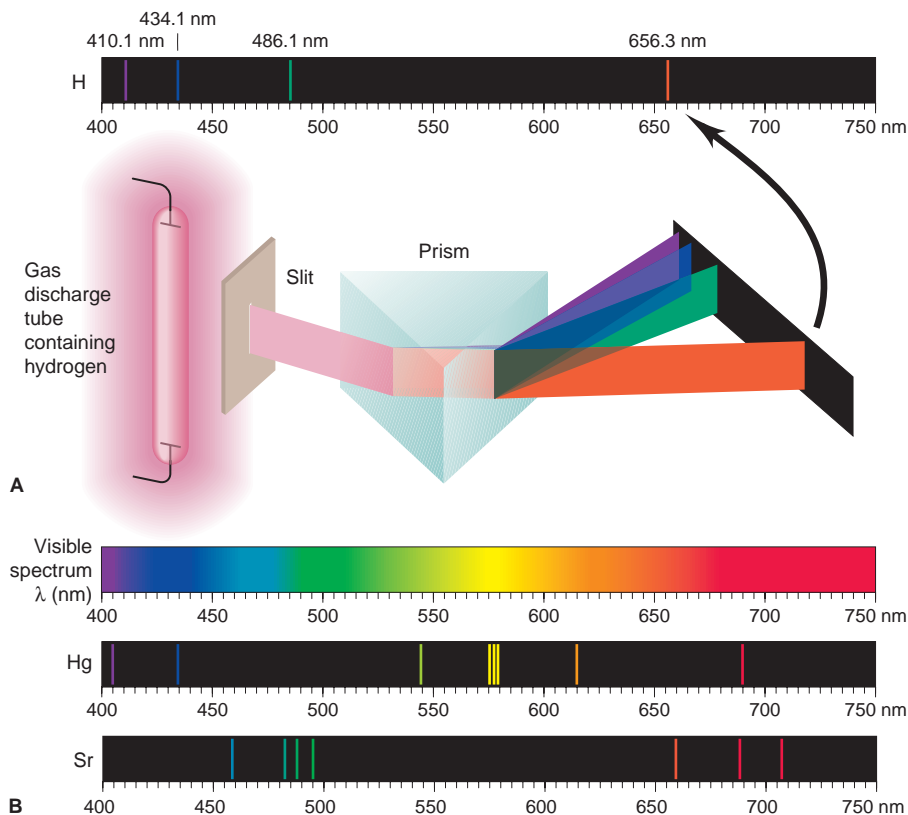 434.1 nm
410.1 nm 486.1 nm 656.3 nm
H
400 450 500 550 600 650 700 750 nm
Gas
discharge
tube
containing
hydrogen
Slit
Prism
A
Visible
spectrum
λ (nm)
400 450 500 550 600 650 700 750 nm
Hg
400 450 500 550 600 650 700 750 nm
Sr
400 450 500 550 600 650 700 750 nm
B